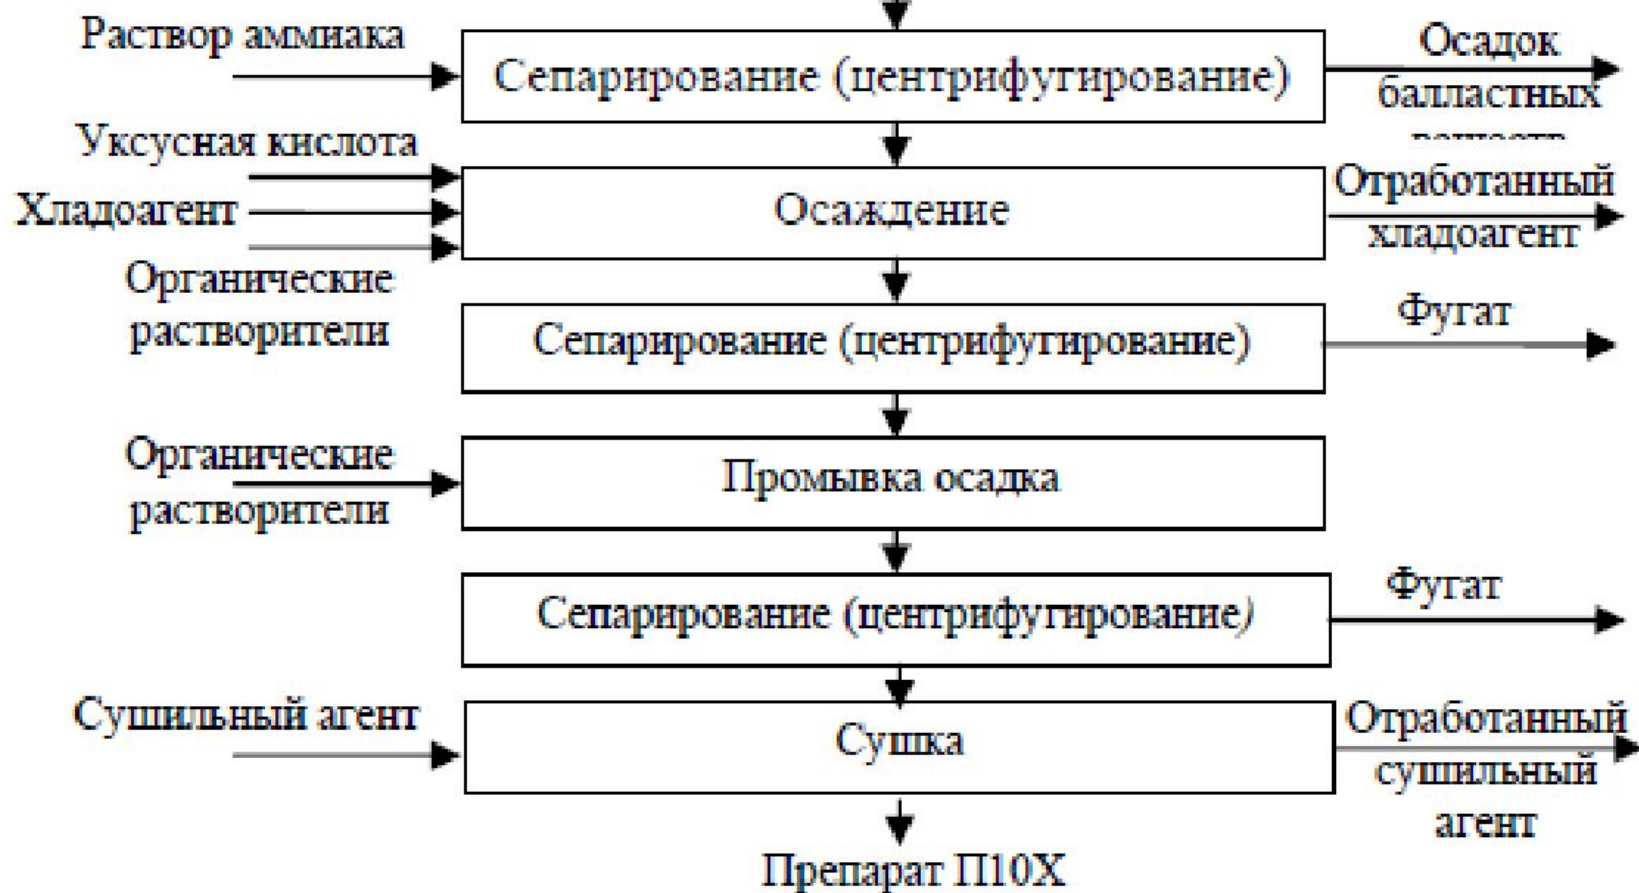 Раствор аммиака
Сепарирование (центрифугирование)
Осадок
балластных
Уксусная кислота
Хладоагент
Органические
растворители
Осаждение
Отработанный
хладоагент
Сепарирование (центрифугирование)
Фугат
Органические
растворители
Промывка осадка
Сепарирование (центрифугирование)
Фугат
Сушильный агент
Сушка
Отработанный
сушильный
агент
Препарат П10Х